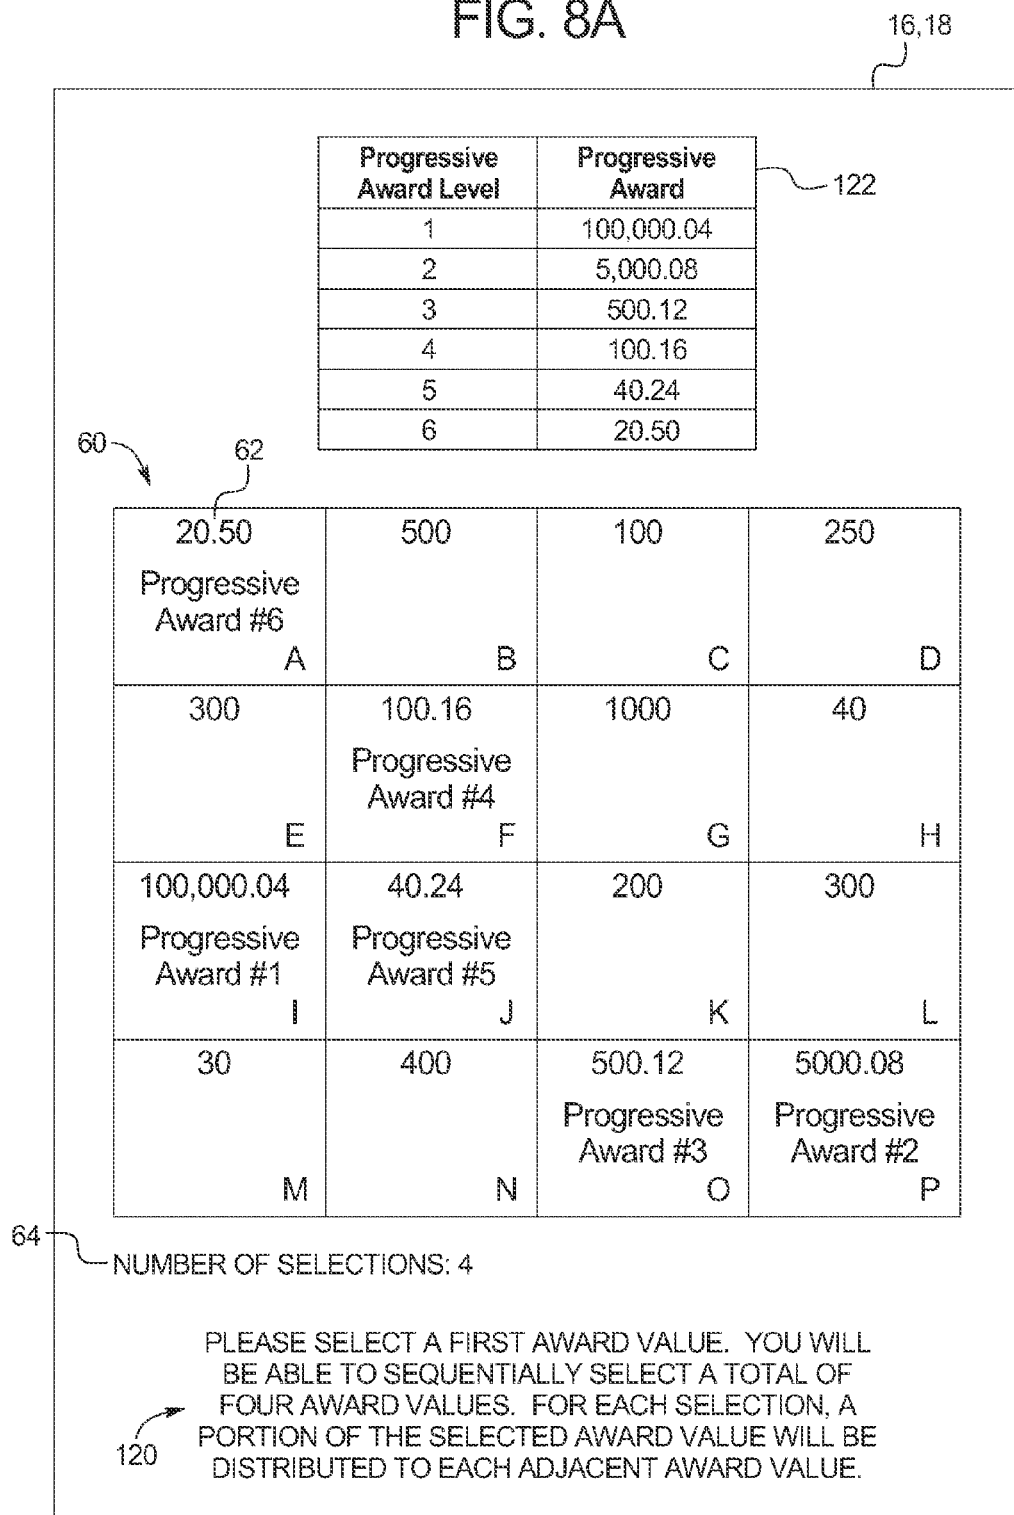 FIG. 8A
16,18
Progressive Award Level Progressive Award
122
1 100,000.04
2 5,000.08
3 500.12
4 100.16
5 40.24
6 20.50
60
62
20.50 500 100 250
Progressive
Award #6
A B C D
300 100.16 1000 40
Progressive
Award #4
E F G H
100,000.04 40.24 200 300
Progressive Progressive
Award #1 Award #5
I J K L
30 400 500.12 5000.08
Progressive Progressive
Award #3 Award #2
M N O P
64
NUMBER OF SELECTIONS: 4
PLEASE SELECT A FIRST AWARD VALUE. YOU WILL
BE ABLE TO SEQUENTIALLY SELECT A TOTAL OF
FOUR AWARD VALUES. FOR EACH SELECTION, A
PORTION OF THE SELECTED AWARD VALUE WILL BE
DISTRIBUTED TO EACH ADJACENT AWARD VALUE.
120